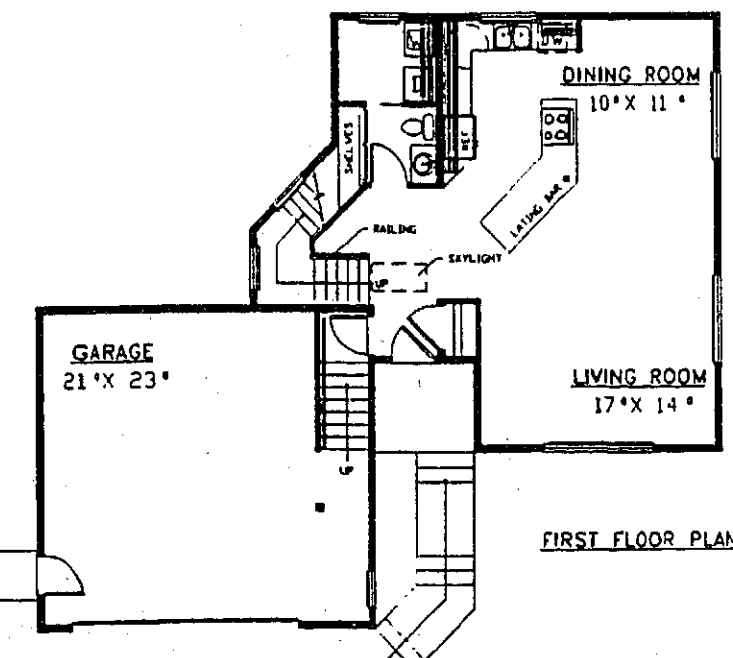 W
DINING ROOM
10'X 11 '
SHELVES
REF
EATING BAR
RAILING
SKYLIGHT
UP
GARAGE
21'X 23'
LIVING ROOM
17'X 14'
UP
FIRST FLOOR PLAN